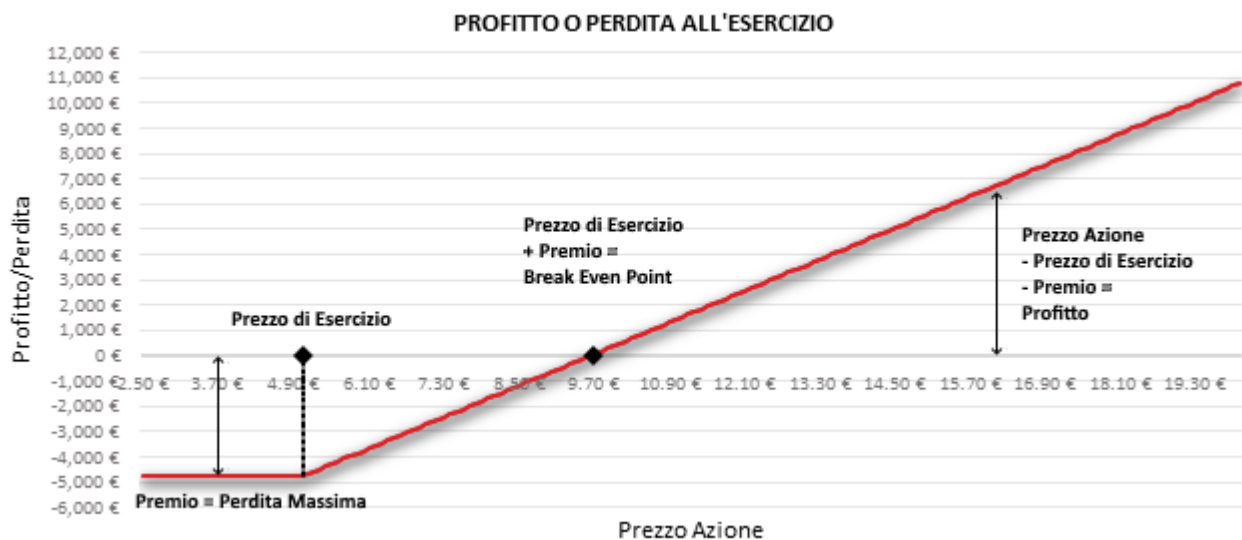 PROFITTO O PERDITA ALL'ESERCIZIO
12,000 €
11,000 €
10,000 €
9,000 €
8,000 €
7,000 €
6,000 €
5,000 €
4,000 €
3,000 €
2,000 €
1,000 €
0 €
-1,000 €
-2,000 €
-3,000 €
-4,000 €
-5,000 €
-6,000 €
Profitto/Perdita
Prezzo di Esercizio
+ Premio =
Break Even Point
Prezzo Azione
- Prezzo di Esercizio
- Premio =
Profitto
Prezzo di Esercizio
2.50 € 3.70 € 4.90 € 6.10 € 7.30 € 8.50 € 9.70 € 10.90 € 12.10 € 13.30 € 14.50 € 15.70 € 16.90 € 18.10 € 19.30 €
Premio = Perdita Massima
Prezzo Azione